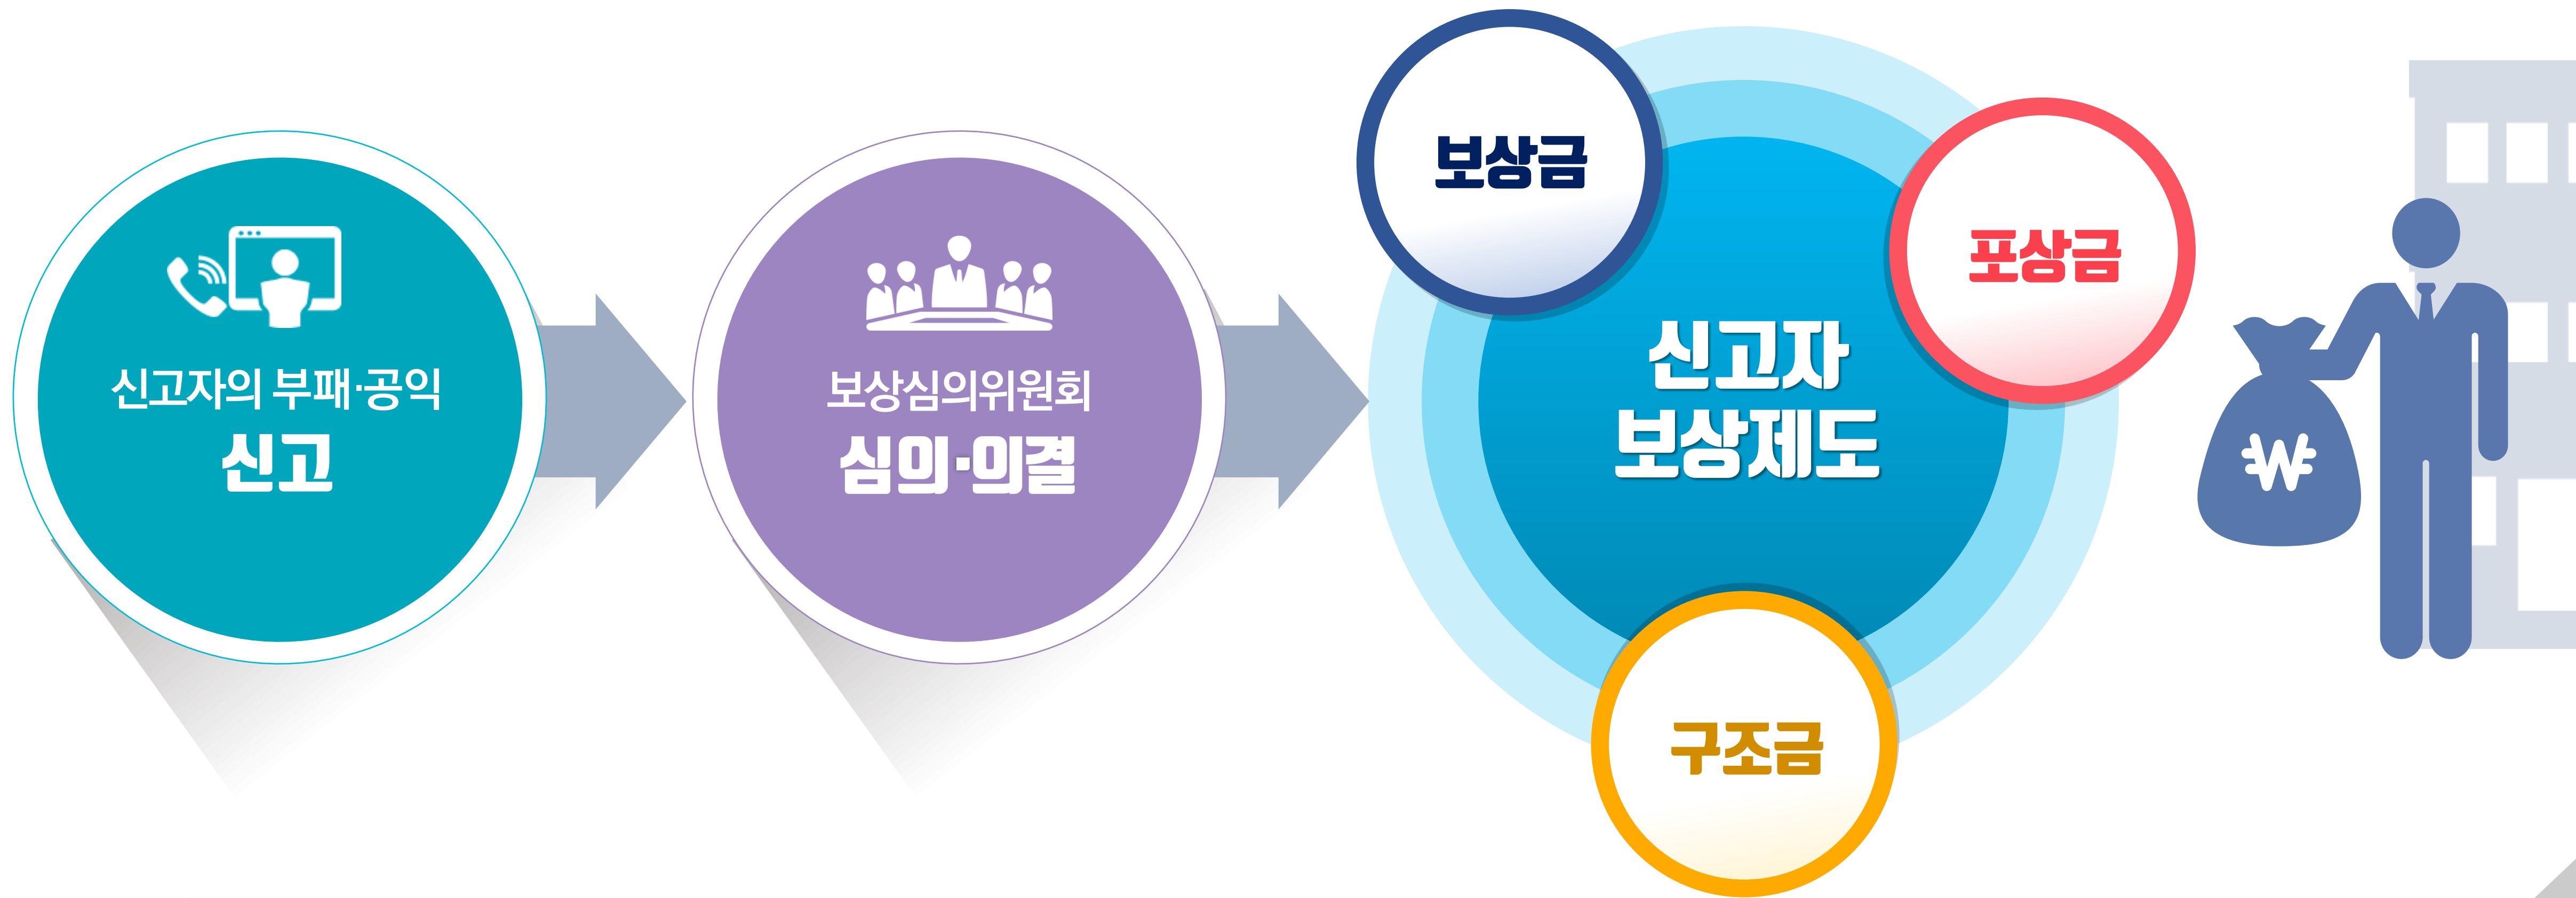 신고자의 부패·공익
신고
보상심의위원회
심의·의결
보상금
포상금
신고자
보상제도
구조금
₩